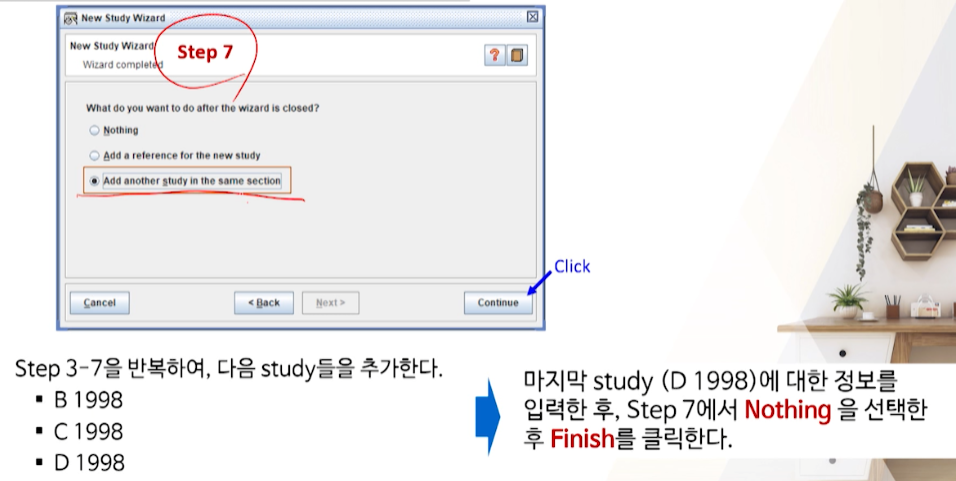 New Study Wizard
New Study Wizard
Wizard completed
Step 7
What do you want to do after the wizard is closed?
Nothing
Add a reference for the new study
Add another study in the same section
Click
Cancel
< Back
Next >
Continue
Step 3-7을 반복하여, 다음 study들을 추가한다.
▪ B 1998
▪ C 1998
▪ D 1998
마지막 study (D 1998)에 대한 정보를
입력한 후, Step 7에서 Nothing 을 선택한
후 Finish를 클릭한다.